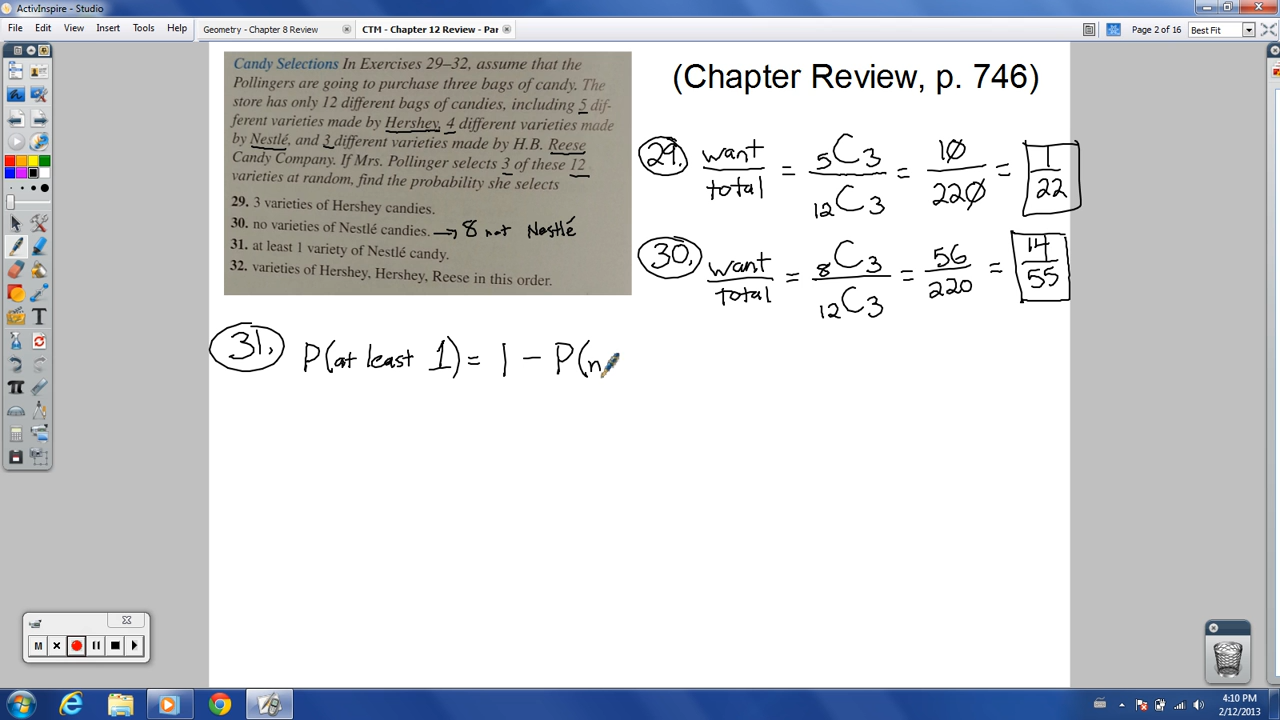 ActivInspire - Studio
File Edit View Insert Tools Help
Geometry - Chapter 8 Review
CTM - Chapter 12 Review - Par
Page 2 of 16
Best Fit
Candy Selections In Exercises 29–32, assume that the
Pollingers are going to purchase three bags of candy. The
store has only 12 different bags of candies, including 5 dif-
ferent varieties made by Hershey, 4 different varieties made
by Nestlé, and 3 different varieties made by H.B. Reese
Candy Company. If Mrs. Pollinger selects 3 of these 12
varieties at random, find the probability she selects
29. 3 varieties of Hershey candies.
30. no varieties of Nestlé candies. → 8 not Nestlé
31. at least 1 variety of Nestlé candy.
32. varieties of Hershey, Hershey, Reese in this order.
(Chapter Review, p. 746)
29. want/total = 5C3/12C3 = 10/220 = 1/22
30. want/total = 8C3/12C3 = 56/220 = 14/55
31. P(at least 1) = 1 - P(n
M
4:10 PM
2/12/2013